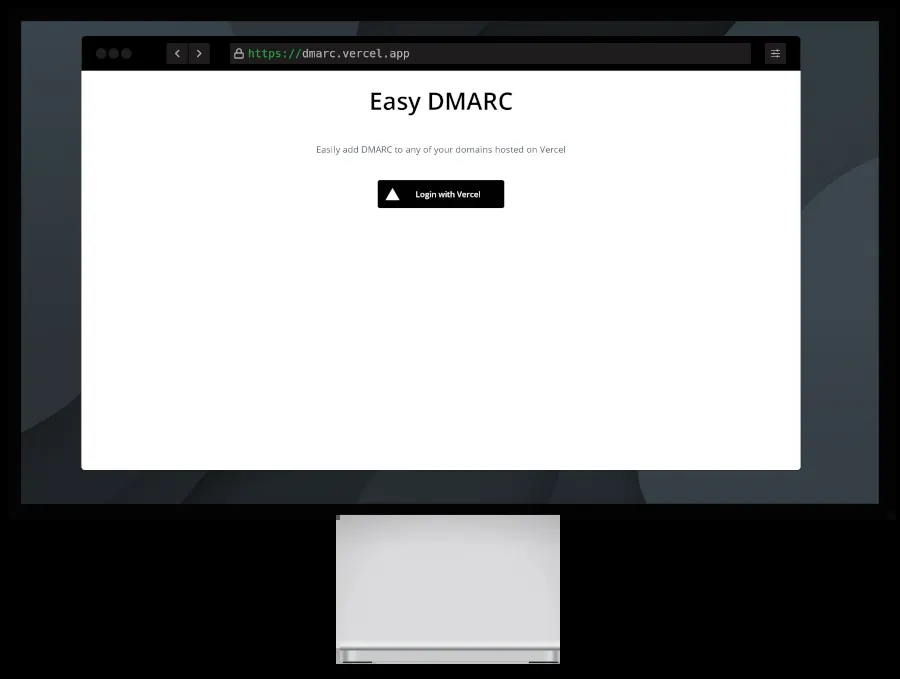 https://dmarc.vercel.app
Easy DMARC
Easily add DMARC to any of your domains hosted on Vercel
Login with Vercel